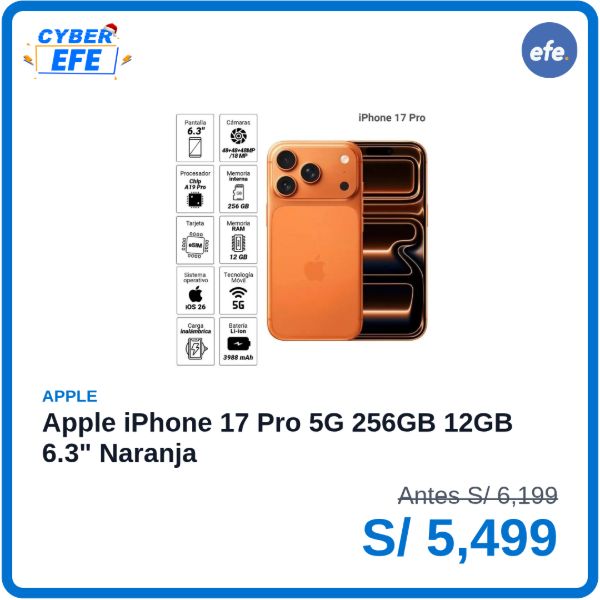 CYBER
EFE
efe.
iPhone 17 Pro
Pantalla
6.3"
Cámaras
48+48+48MP
/18 MP
Procesador
Chip
A19 Pro
Memoria
interna
256 GB
Tarjeta
eSIM
Memoria
RAM
12 GB
Sistema
operativo
iOS 26
Tecnología
Móvil
5G
Carga
Inalámbrica
Batería
Li-ion
3988 mAh
APPLE
Apple iPhone 17 Pro 5G 256GB 12GB
6.3" Naranja
Antes S/ 6,199
S/ 5,499